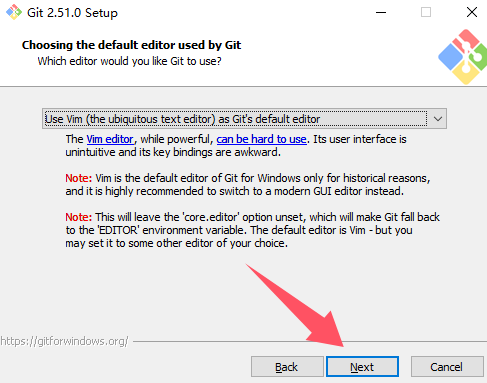 Git 2.51.0 Setup
Choosing the default editor used by Git
Which editor would you like Git to use?
Use Vim (the ubiquitous text editor) as Git's default editor
The Vim editor, while powerful, can be hard to use. Its user interface is
unintuitive and its key bindings are awkward.
Note: Vim is the default editor of Git for Windows only for historical reasons,
and it is highly recommended to switch to a modern GUI editor instead.
Note: This will leave the 'core.editor' option unset, which will make Git fall back
to the 'EDITOR' environment variable. The default editor is Vim - but you
may set it to some other editor of your choice.
https://gitforwindows.org/
Back
Next
Cancel